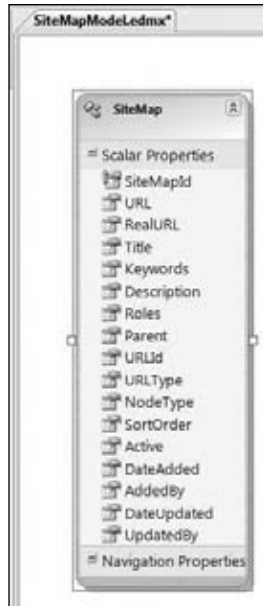 SiteMapModel.edmx*
SiteMap
Scalar Properties
SiteMapId
URL
RealURL
Title
Keywords
Description
Roles
Parent
URLId
URLType
NodeType
SortOrder
Active
DateAdded
AddedBy
DateUpdated
UpdatedBy
Navigation Properties